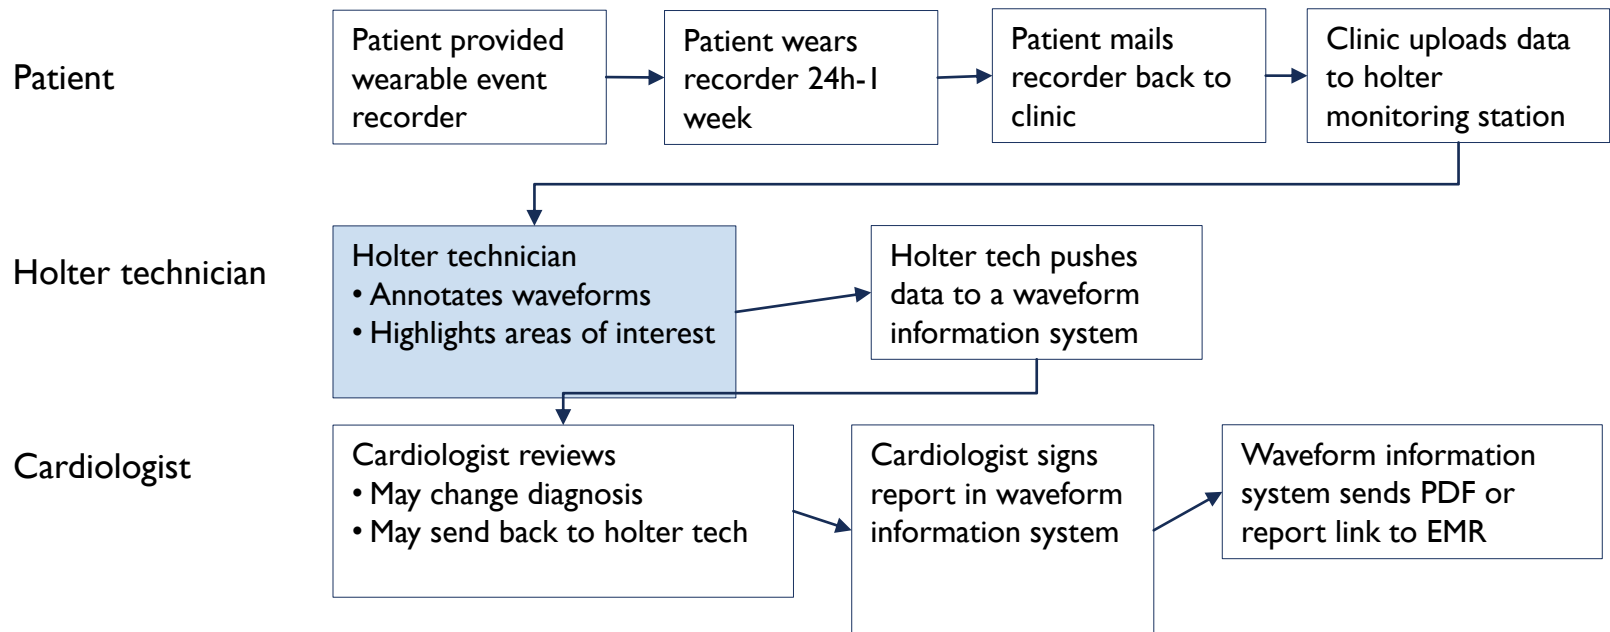 Patient
Patient provided
wearable event
recorder
Patient wears
recorder 24h-1
week
Patient mails
recorder back to
clinic
Clinic uploads data
to holter
monitoring station
Holter technician
Holter technician
• Annotates waveforms
• Highlights areas of interest
Holter tech pushes
data to a waveform
information system
Cardiologist
Cardiologist reviews
• May change diagnosis
• May send back to holter tech
Cardiologist signs
report in waveform
information system
Waveform information
system sends PDF or
report link to EMR